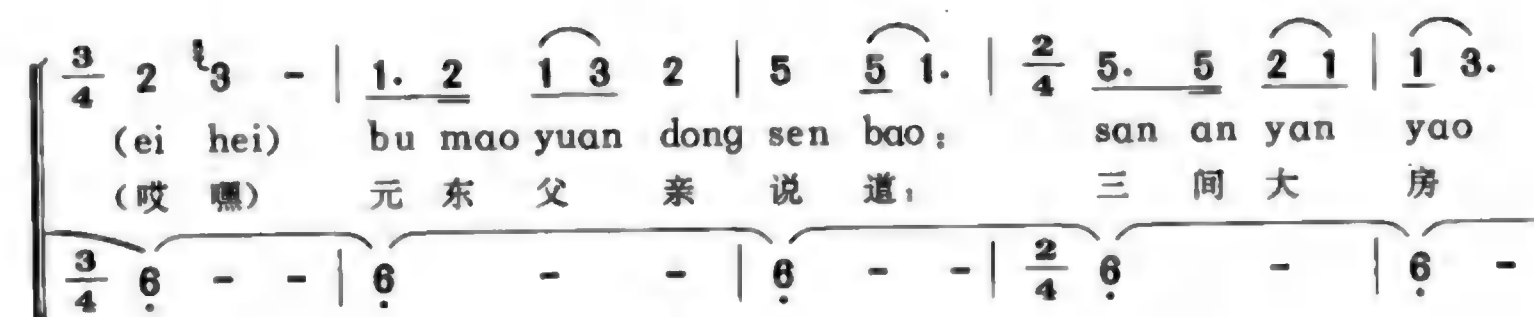 3/4 2 3 - | 1. 2 1 3 2 | 5 5 1. | 2/4 5. 5 2 1 | 1 3.
(ei hei) bu mao yuan dong sen bao: san an yan yao
(哎 嘿) 元 东 父 亲 说 道: 三 间 大 房
3/4 6 - - | 6 - - | 6 - - | 2/4 6 - | 6 -